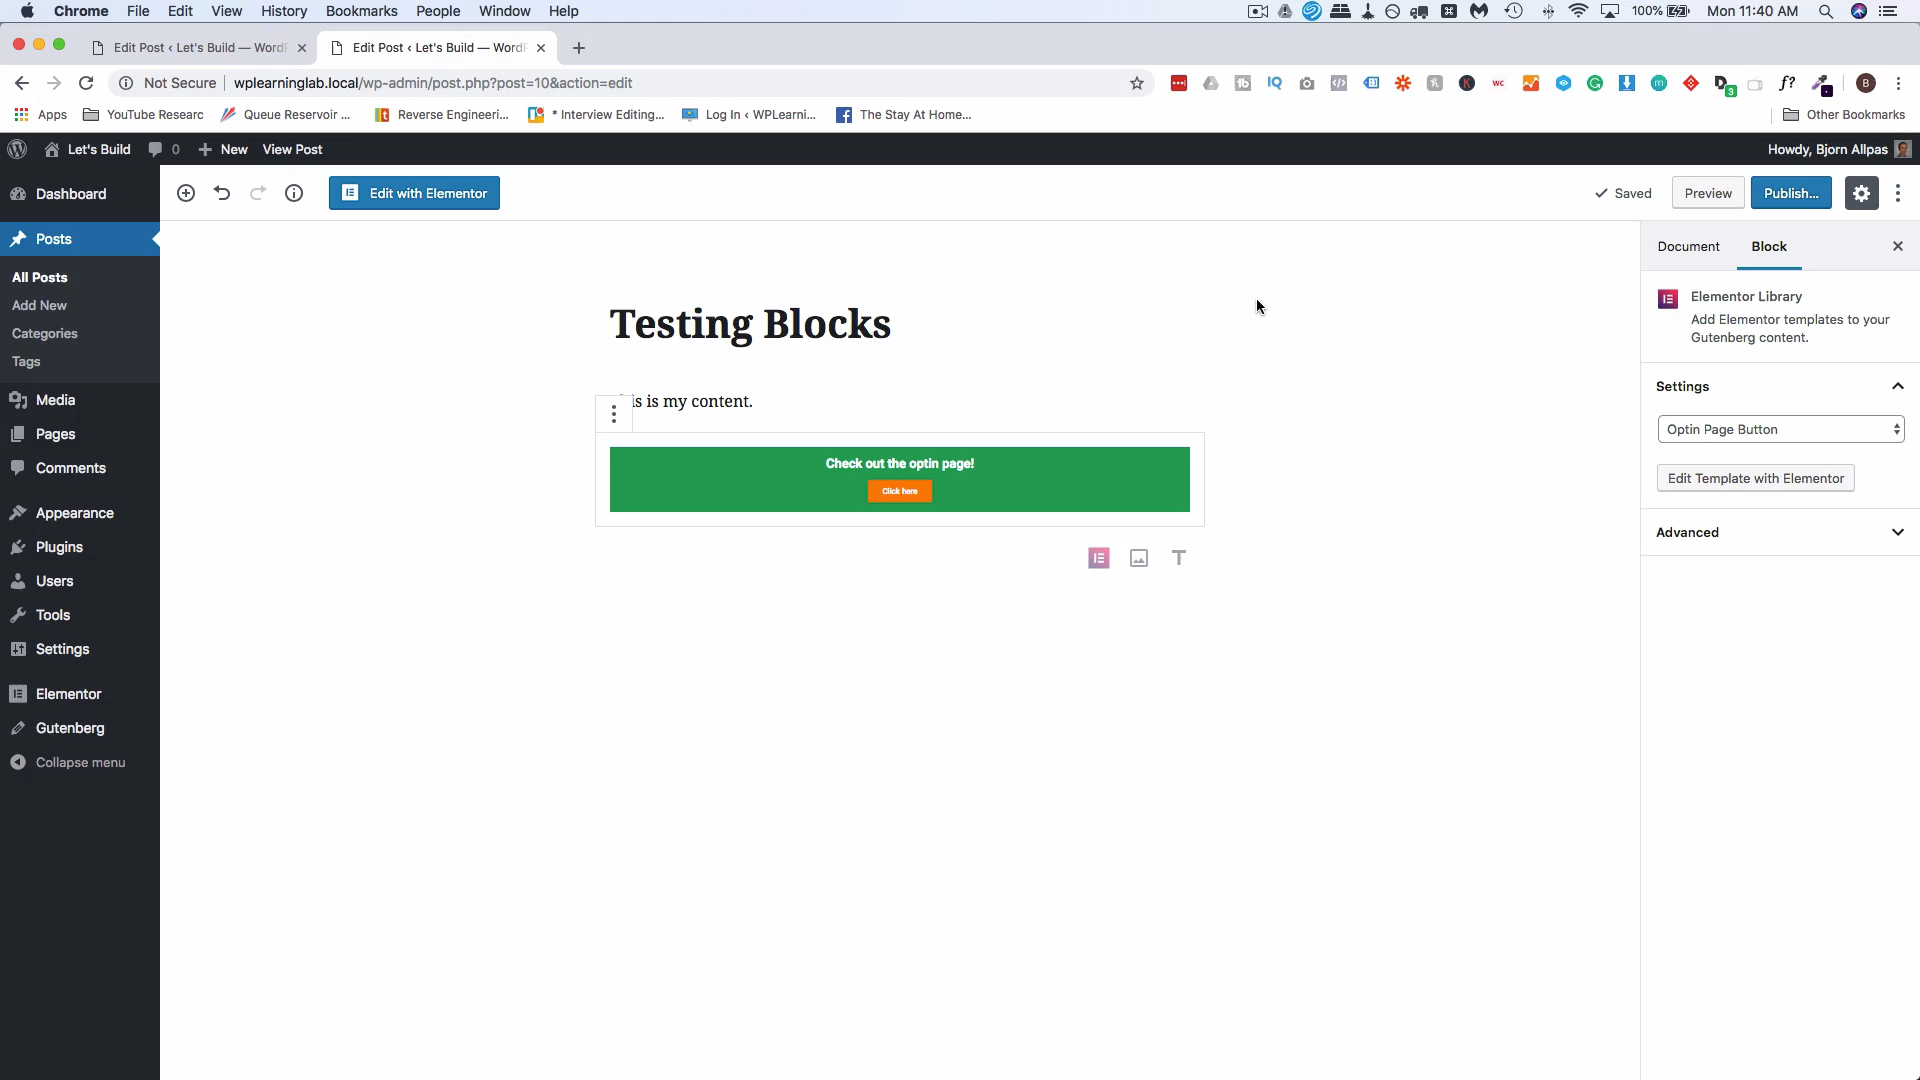 Chrome File Edit View History Bookmarks People Window Help 100% Mon 11:40 AM
Edit Post ‹ Let's Build — WordP Edit Post ‹ Let's Build — WordP
Not Secure wplearninglab.local/wp-admin/post.php?post=10&action=edit
Apps YouTube Researc Queue Reservoir ... Reverse Engineeri... * Interview Editing... Log In ‹ WPLearni... The Stay At Home... Other Bookmarks
Let's Build 0 New View Post Howdy, Bjorn Allpas
Dashboard
Edit with Elementor Saved Preview Publish...
Posts
Document Block
All Posts
Add New
Categories
Tags
Media
Pages
Comments
Appearance
Plugins
Users
Tools
Settings
Elementor
Gutenberg
Collapse menu
Testing Blocks
is is my content.
Check out the optin page!
Click here
Elementor Library
Add Elementor templates to your
Gutenberg content.
Settings
Optin Page Button
Edit Template with Elementor
Advanced